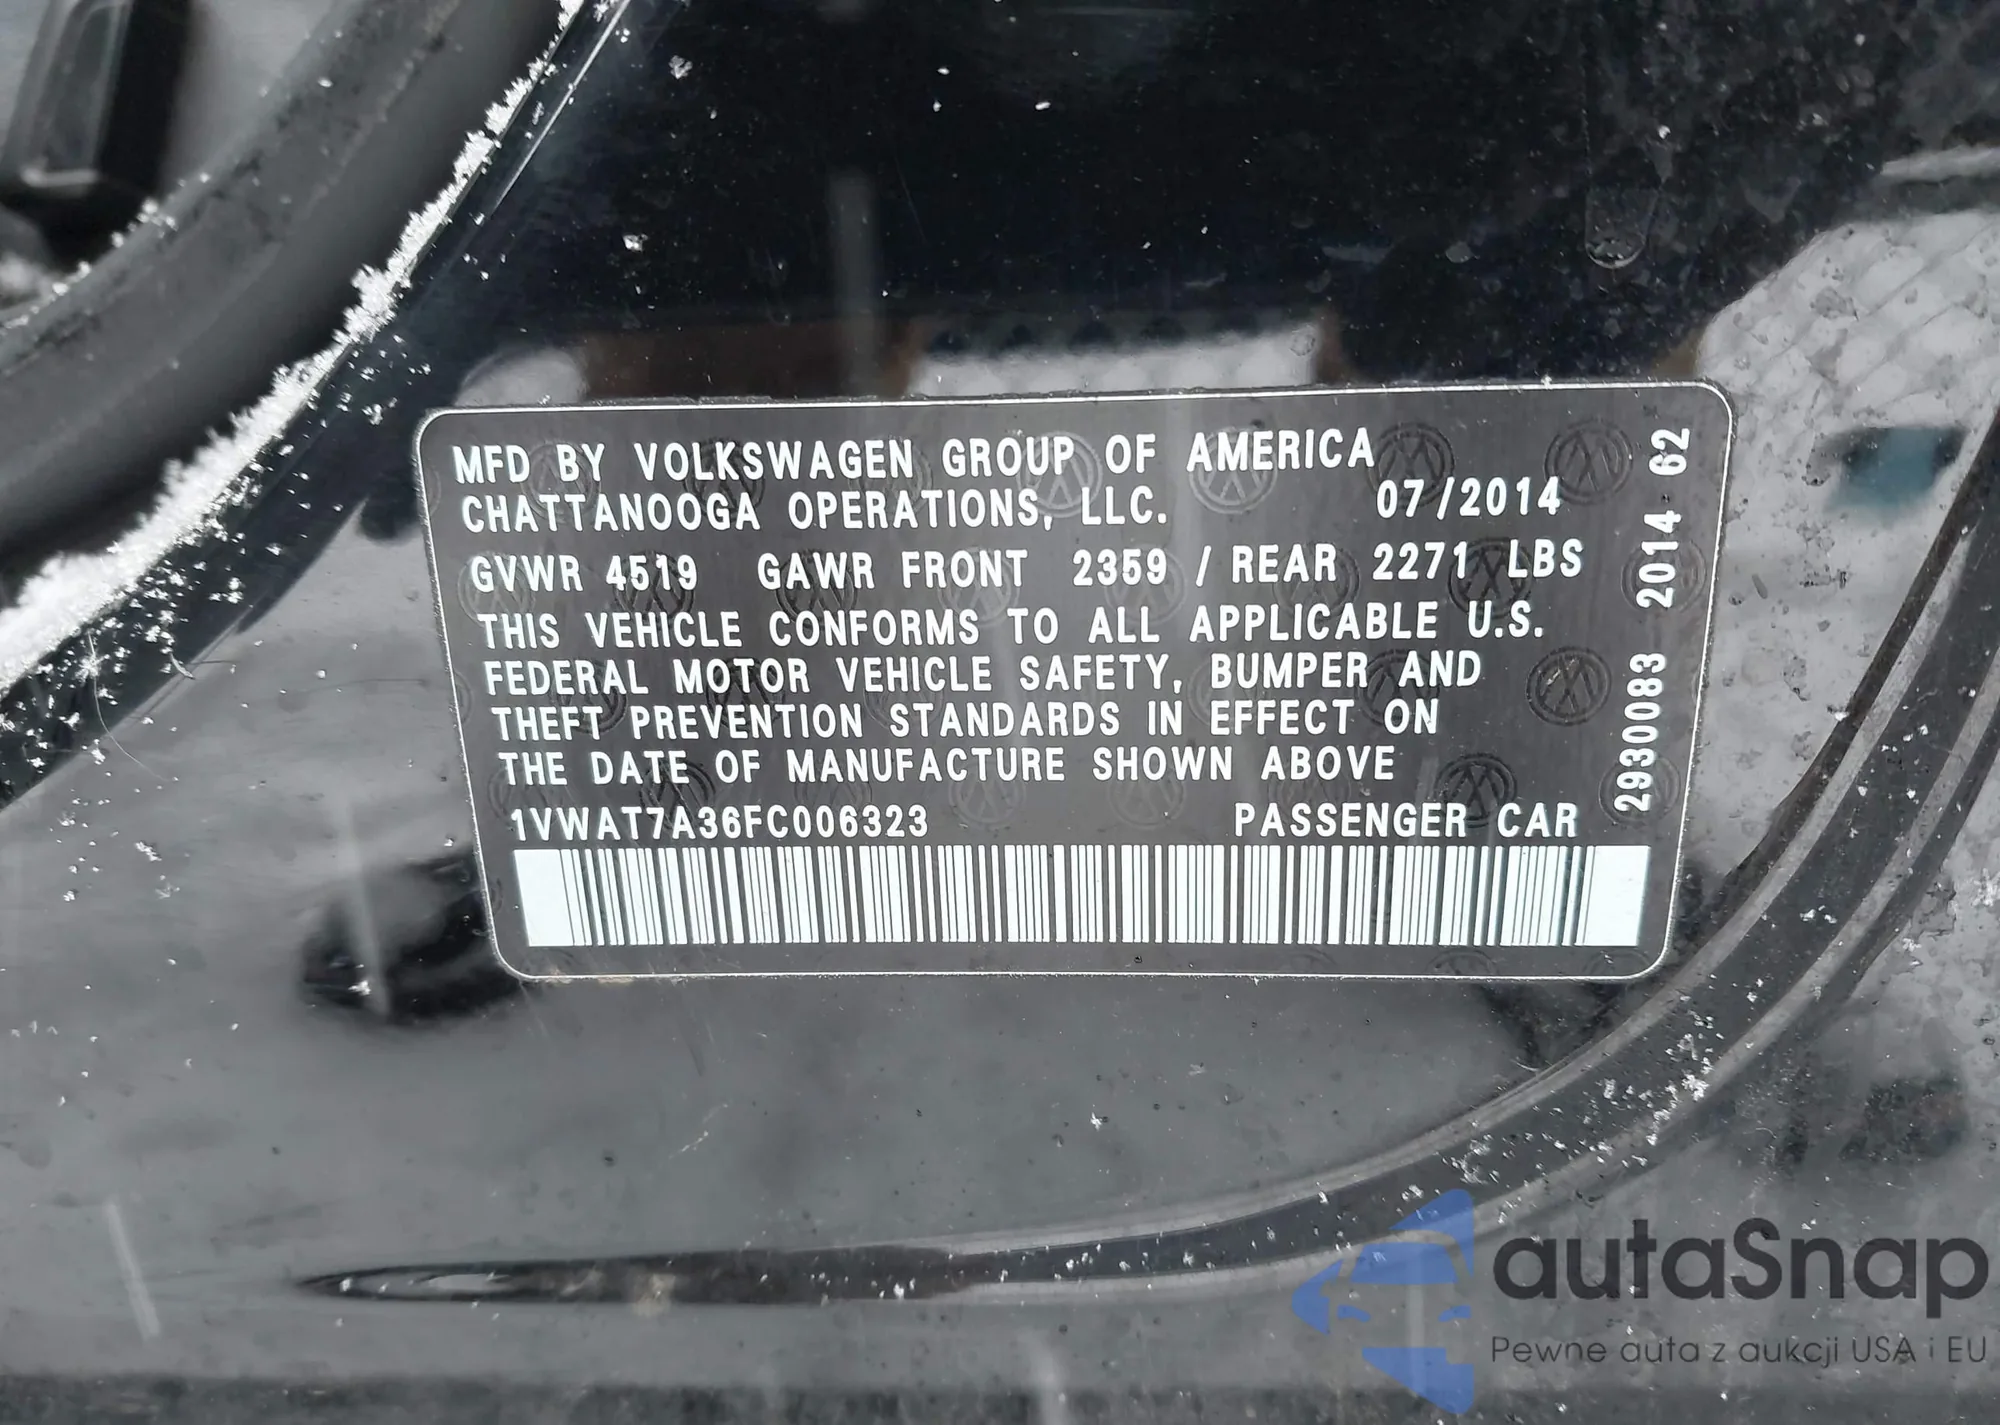 MFD BY VOLKSWAGEN GROUP OF AMERICA
CHATTANOOGA OPERATIONS, LLC. 07/2014
GVWR 4519 GAWR FRONT 2359 / REAR 2271 LBS
THIS VEHICLE CONFORMS TO ALL APPLICABLE U.S.
FEDERAL MOTOR VEHICLE SAFETY, BUMPER AND
THEFT PREVENTION STANDARDS IN EFFECT ON
THE DATE OF MANUFACTURE SHOWN ABOVE
1VWAT7A36FC006323 PASSENGER CAR
29300083 2014 62
autaSnap
Pewne auta z aukcji USA i EU